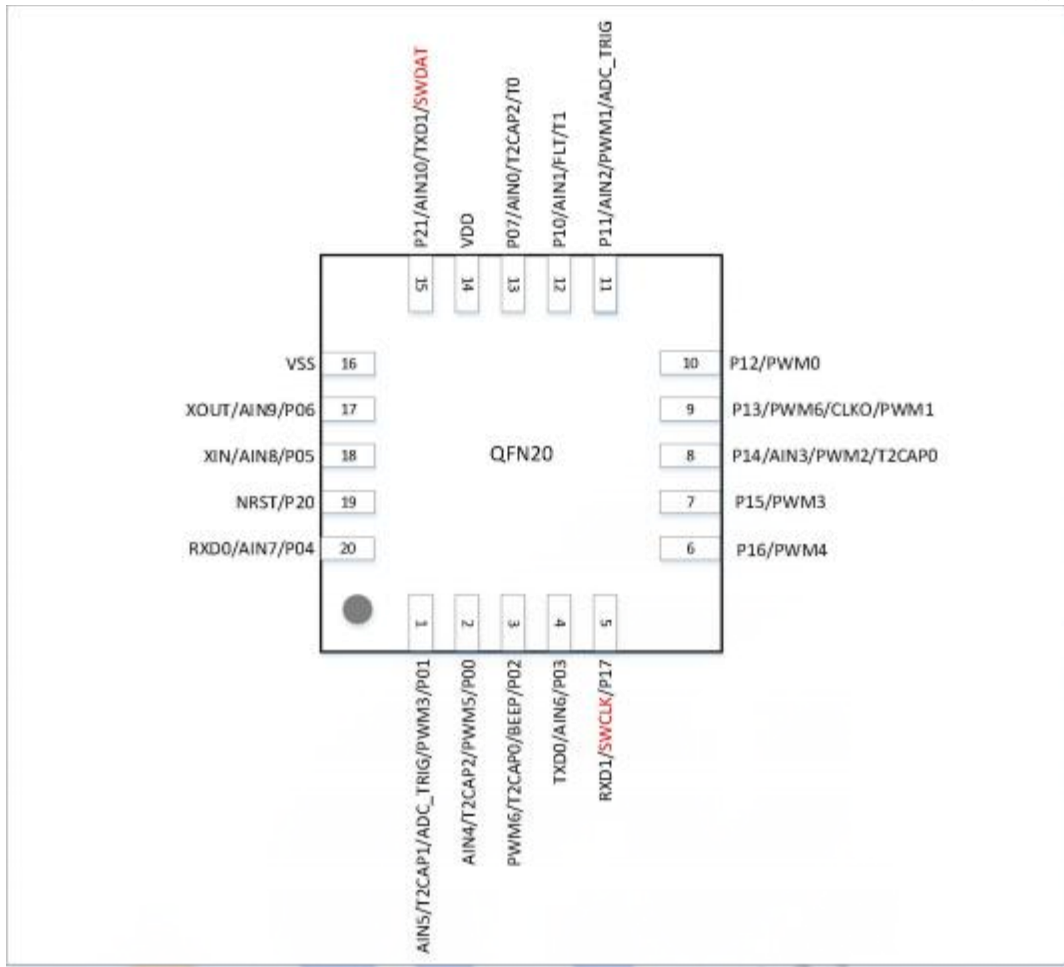 P21/AIN10/TXD1/SWDAT
VDD
P07/AIN0/T2CAP2/T0
P10/AIN1/FLT/T1
P11/AIN2/PWM1/ADC_TRIG
15
14
13
12
11
VSS
16
XOUT/AIN9/P06
17
XIN/AIN8/P05
18
NRST/P20
19
RXD0/AIN7/P04
20
QFN20
10
P12/PWM0
9
P13/PWM6/CLKO/PWM1
8
P14/AIN3/PWM2/T2CAP0
7
P15/PWM3
6
P16/PWM4
1
2
3
4
5
AIN5/T2CAP1/ADC_TRIG/PWM3/P01
AIN4/T2CAP2/PWM5/P00
PWM6/T2CAP0/BEEP/P02
TXD0/AIN6/P03
RXD1/SWCLK/P17